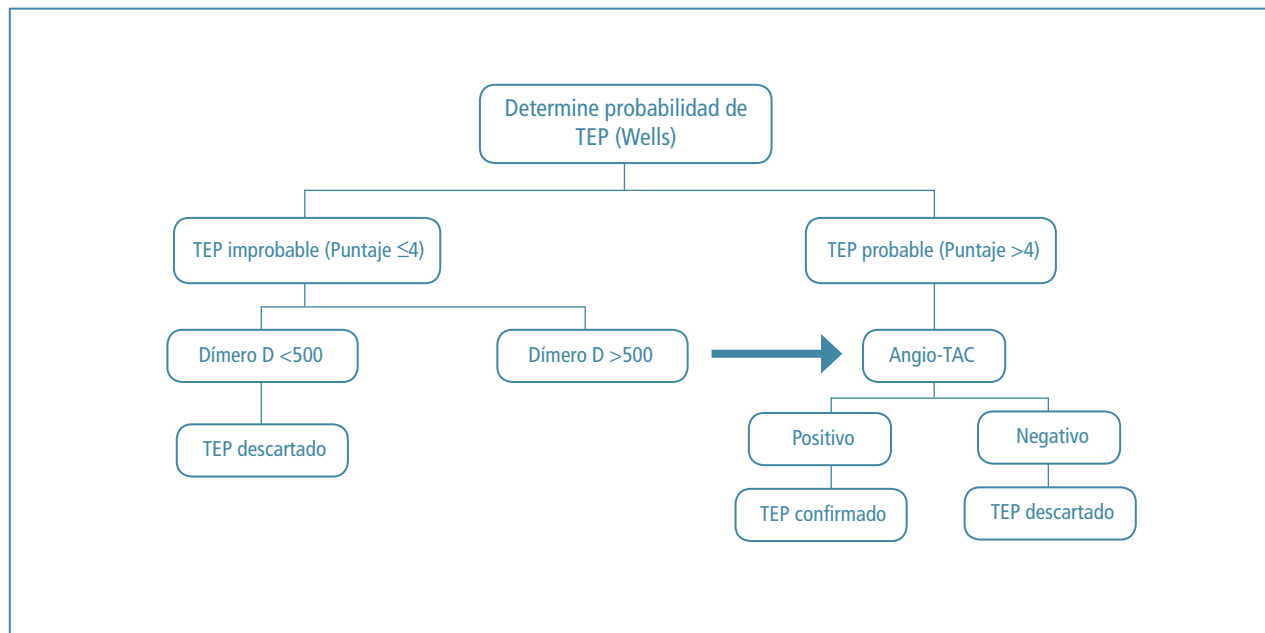 Determine probabilidad de
TEP (Wells)
TEP improbable (Puntaje ≤4)
TEP probable (Puntaje >4)
Dímero D <500
Dímero D >500
Angio-TAC
TEP descartado
Positivo
Negativo
TEP confirmado
TEP descartado